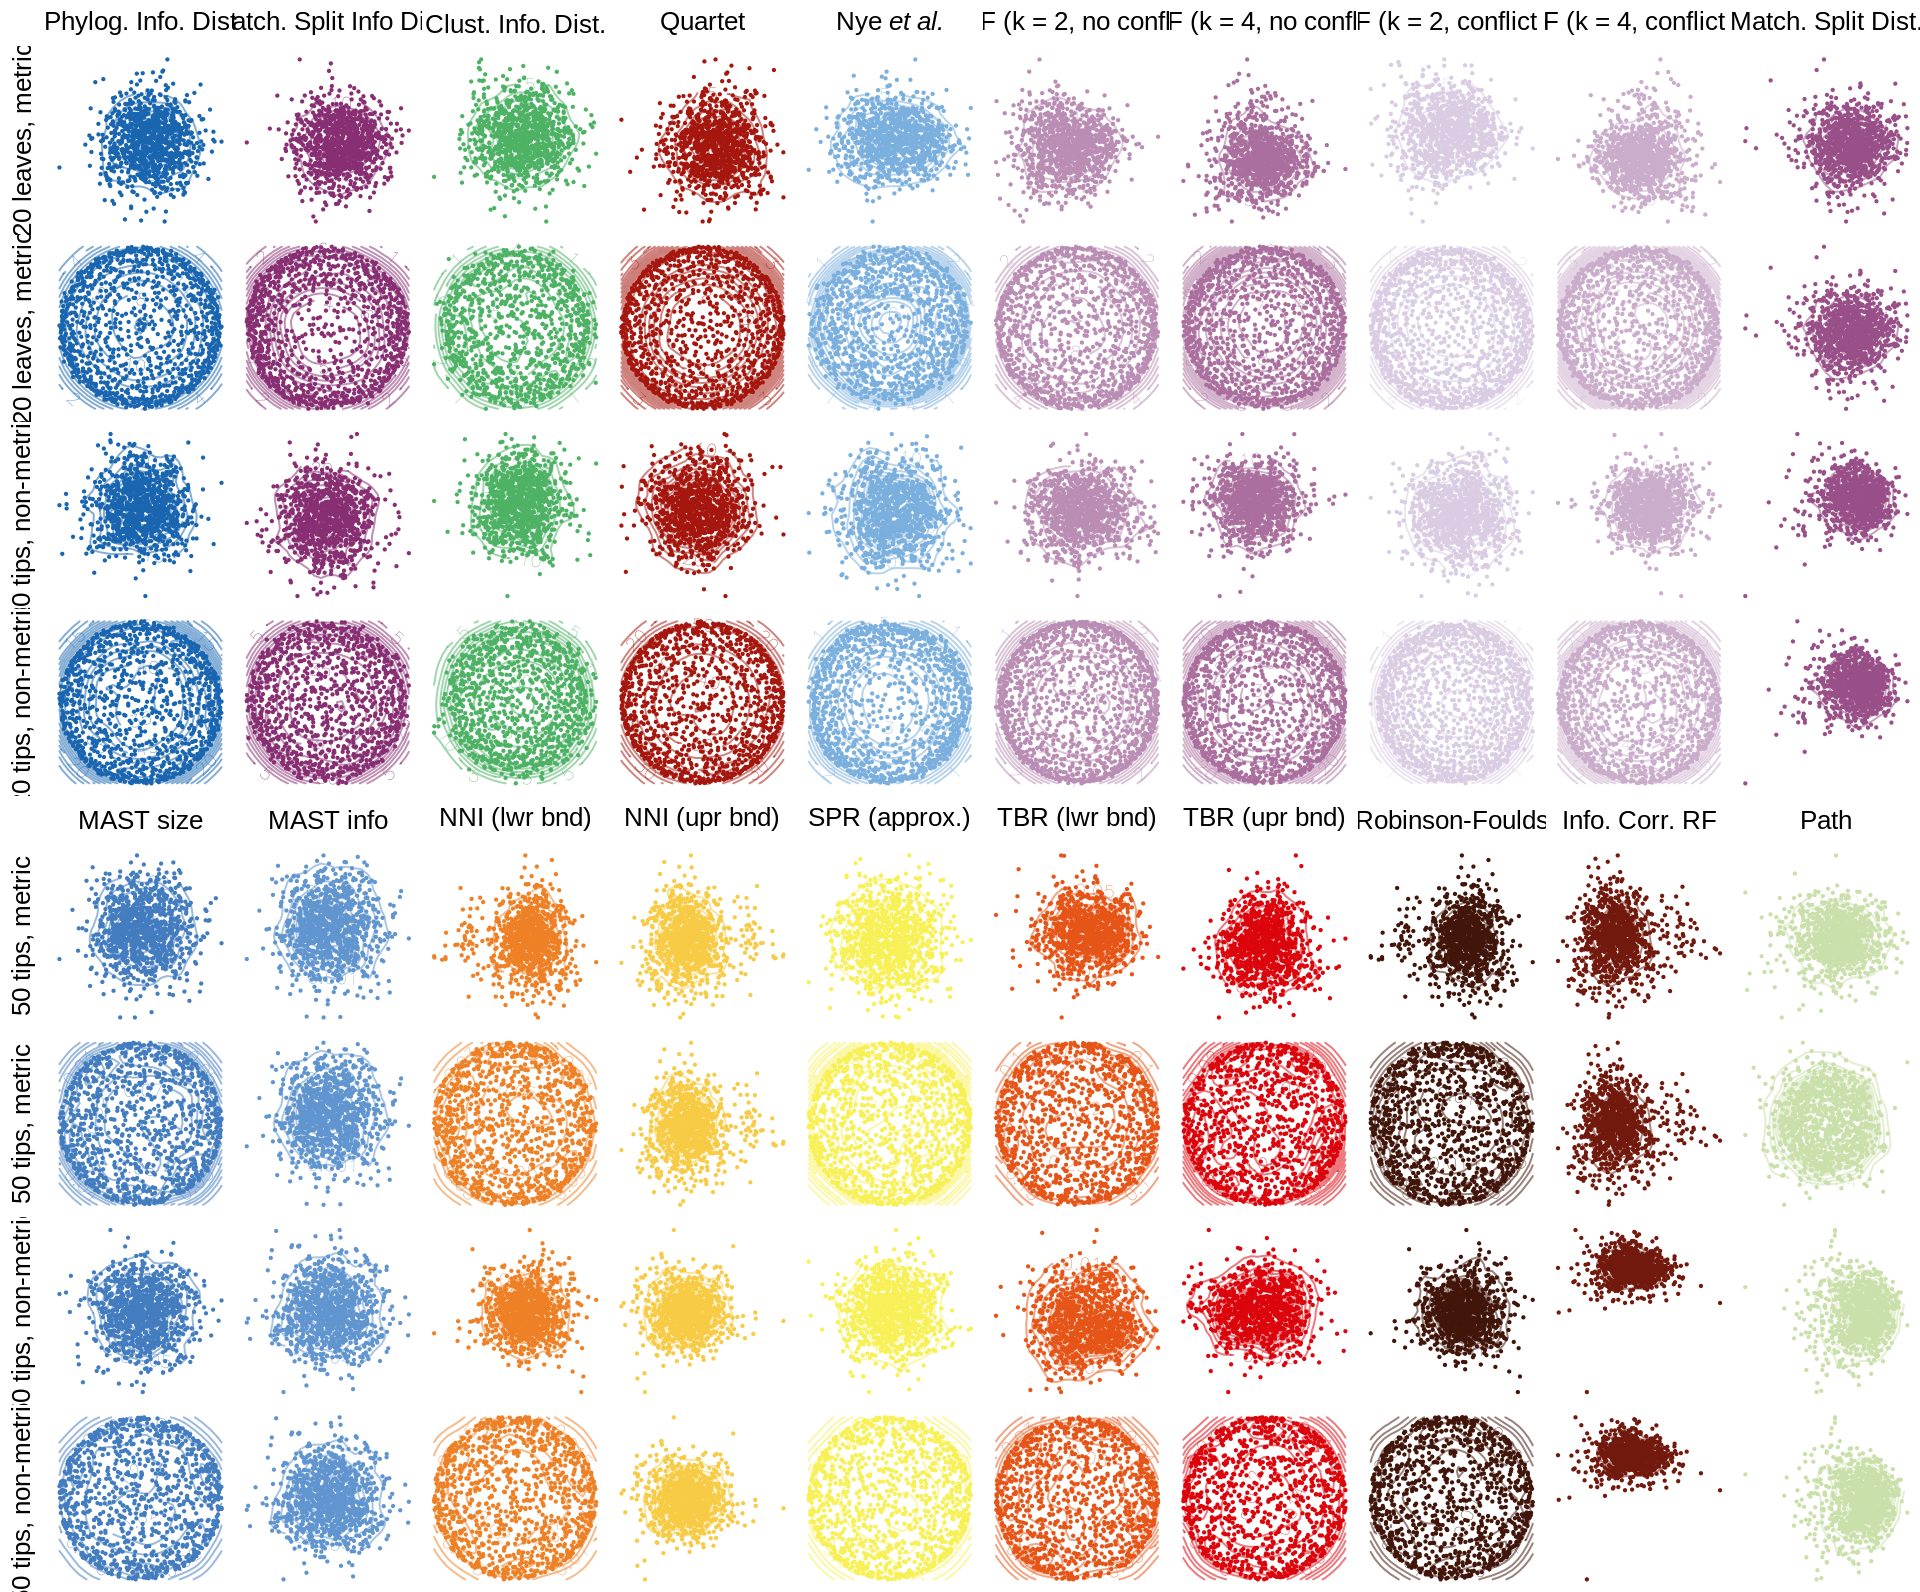 Phylog. Info. Dist
atch. Split Info Di
Clust. Info. Dist.
Quartet
Nye et al.
F (k = 2, no confl
F (k = 4, no confl
F (k = 2, conflict
F (k = 4, conflict
Match. Split Dist.
20 leaves, metric
20 leaves, metric
0 tips, non-metri
0 tips, non-metri
MAST size
MAST info
NNI (lwr bnd)
NNI (upr bnd)
SPR (approx.)
TBR (lwr bnd)
TBR (upr bnd)
Robinson-Foulds
Info. Corr. RF
Path
50 tips, metric
50 tips, metric
0 tips, non-metri
50 tips, non-metri